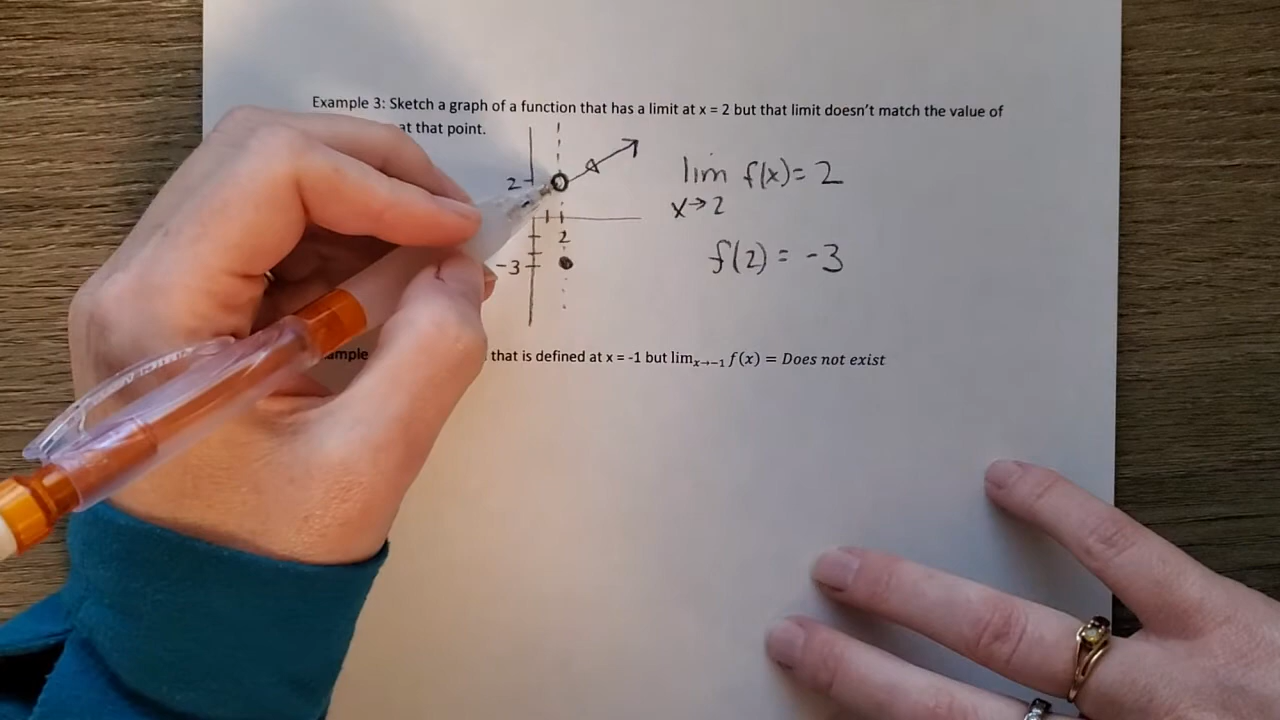 Example 3: Sketch a graph of a function that has a limit at x = 2 but that limit doesn't match the value of
at that point.
2
2
-3
lim f(x) = 2
x→2
f(2) = -3
that is defined at x = -1 but limₓ→₋₁ f(x) = Does not exist